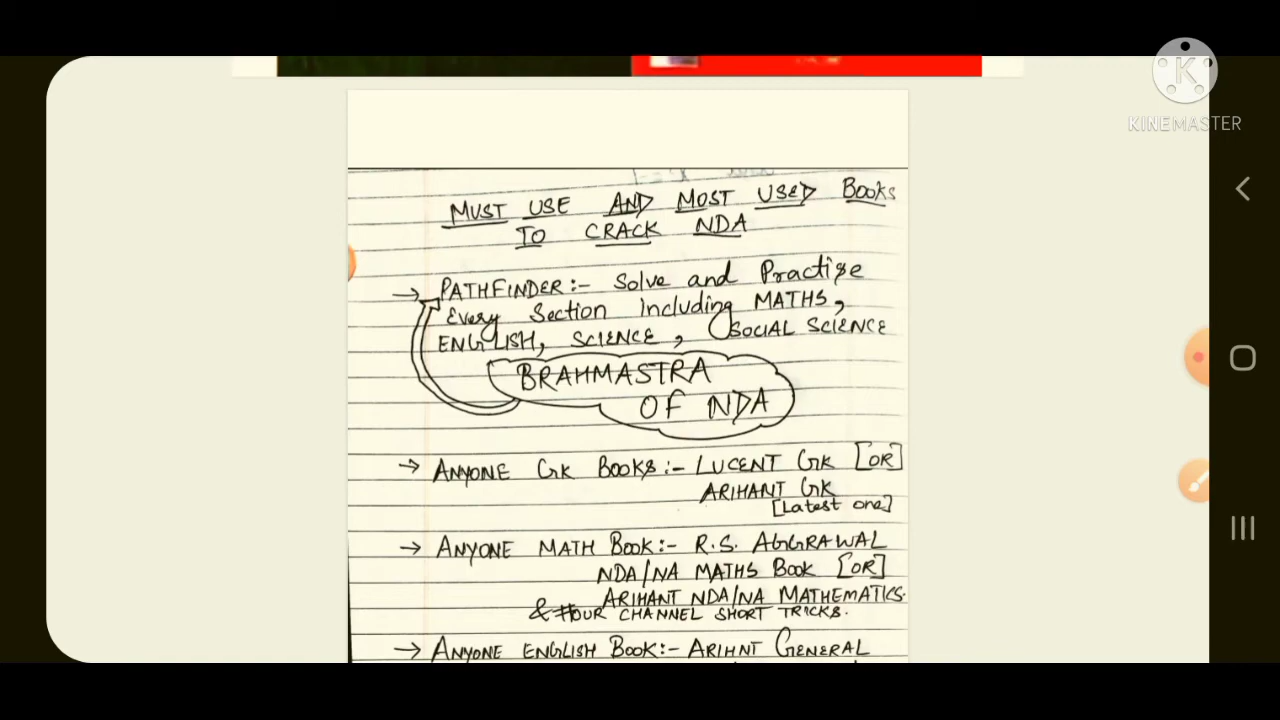 KINEMASTER
MUST USE AND MOST USED BOOKS
TO CRACK NDA
→ PATHFINDER:- Solve and Practise
Every Section including MATHS,
ENGLISH, SCIENCE, SOCIAL SCIENCE
BRAHMASTRA
OF NDA
→ ANYONE GK BOOKS:- LUCENT GK [OR]
ARIHANT GK
[Latest one]
→ ANYONE MATH BOOK:- R.S. AGGRAWAL
NDA/NA MATHS BOOK [OR]
ARIHANT NDA/NA MATHEMATICS.
& #OUR CHANNEL SHORT TRICKS.
→ ANYONE ENGLISH BOOK:- ARIHNT GENERAL